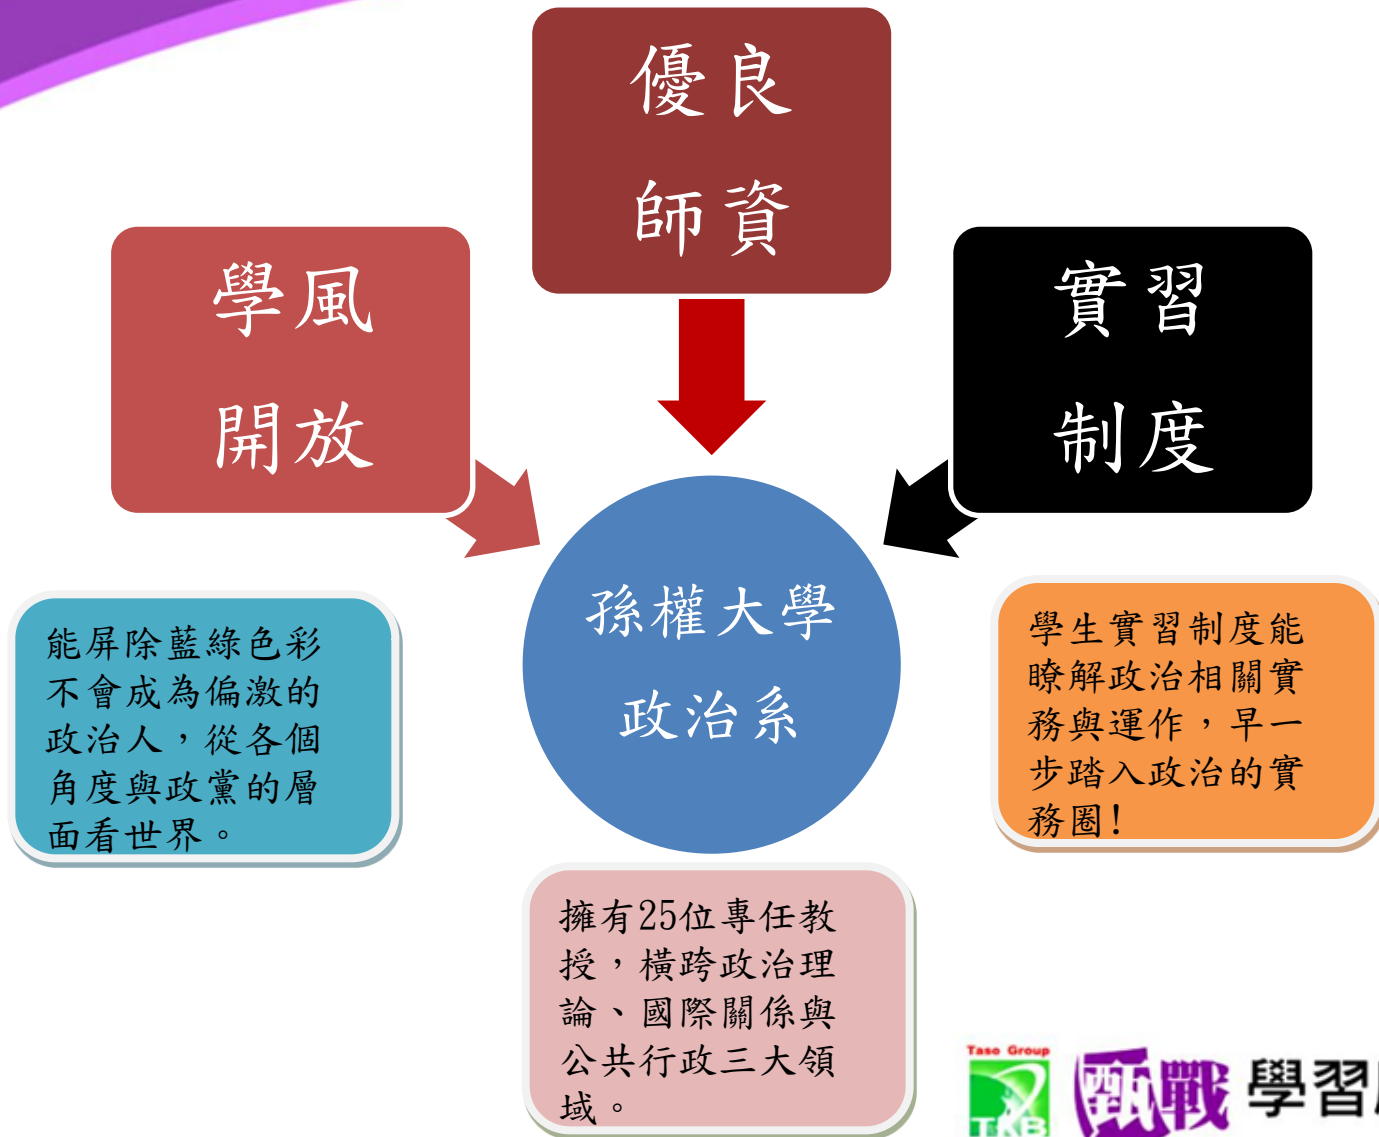 優良
師資
學風
開放
實習
制度
孫權大學
政治系
能屏除藍綠色彩
不會成為偏激的
政治人，從各個
角度與政黨的層
面看世界。
學生實習制度能
瞭解政治相關實
務與運作，早一
步踏入政治的實
務圈!
擁有25位專任教
授，橫跨政治理
論、國際關係與
公共行政三大領
域。
Taso Group
TKB
甄戰 學習